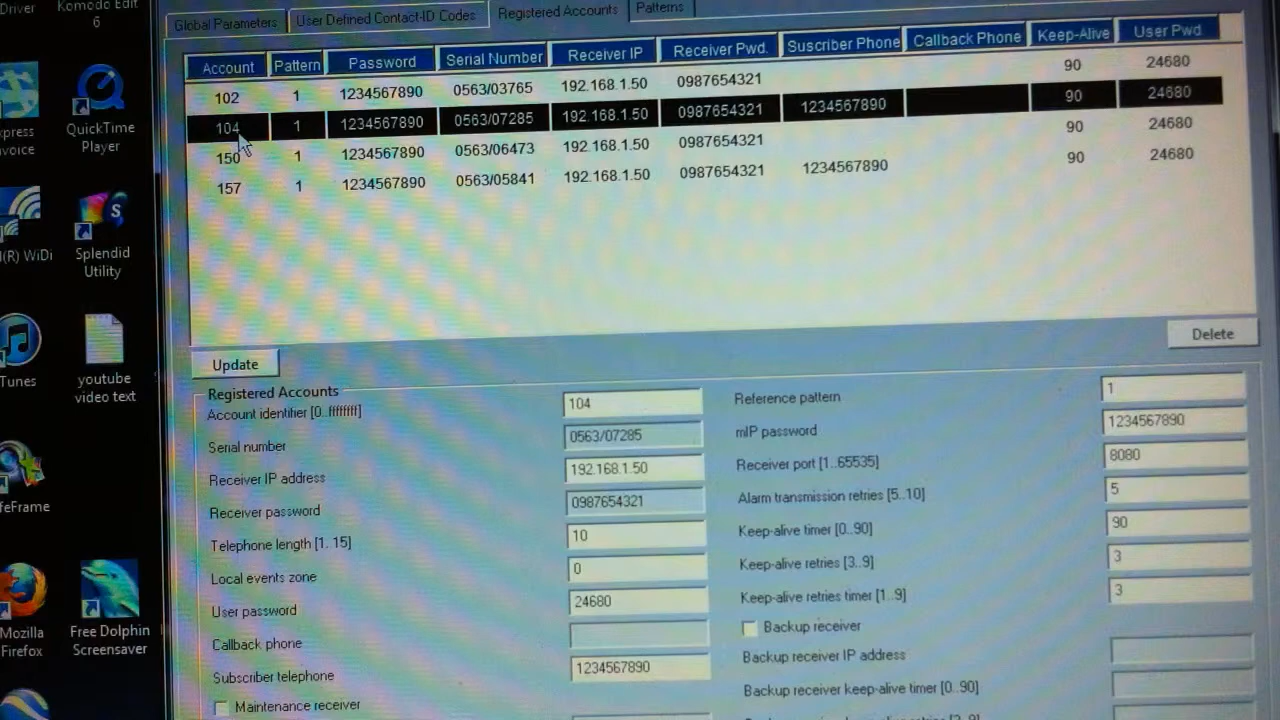 Driver
Komodo Edit
6
xpress
nvoice
QuickTime
Player
l(R) WiDi
Splendid
Utility
Tunes
youtube
video text
feFrame
Mozilla
Firefox
Free Dolphin
Screensaver
Global Parameters User Defined Contact-ID Codes Registered Accounts Patterns
Account Pattern Password Serial Number Receiver IP Receiver Pwd. Suscriber Phone Callback Phone Keep-Alive User Pwd.
102 1 1234567890 0563/03765 192.168.1.50 0987654321 90 24680
104 1 1234567890 0563/07285 192.168.1.50 0987654321 1234567890 90 24680
150 1 1234567890 0563/06473 192.168.1.50 0987654321 90 24680
157 1 1234567890 0563/05841 192.168.1.50 0987654321 1234567890 90 24680
Update
Delete
Registered Accounts
Account identifier [0..ffffffff] 104
Serial number 0563/07285
Receiver IP address 192.168.1.50
Receiver password 0987654321
Telephone length [1..15] 10
Local events zone 0
User password 24680
Callback phone
Subscriber telephone 1234567890
Maintenance receiver
Reference pattern 1
mIP password 1234567890
Receiver port [1..65535] 8080
Alarm transmission retries [5..10] 5
Keep-alive timer [0..90] 90
Keep-alive retries [3..9] 3
Keep-alive retries timer [1..9] 3
Backup receiver
Backup receiver IP address
Backup receiver keep-alive timer [0..90]